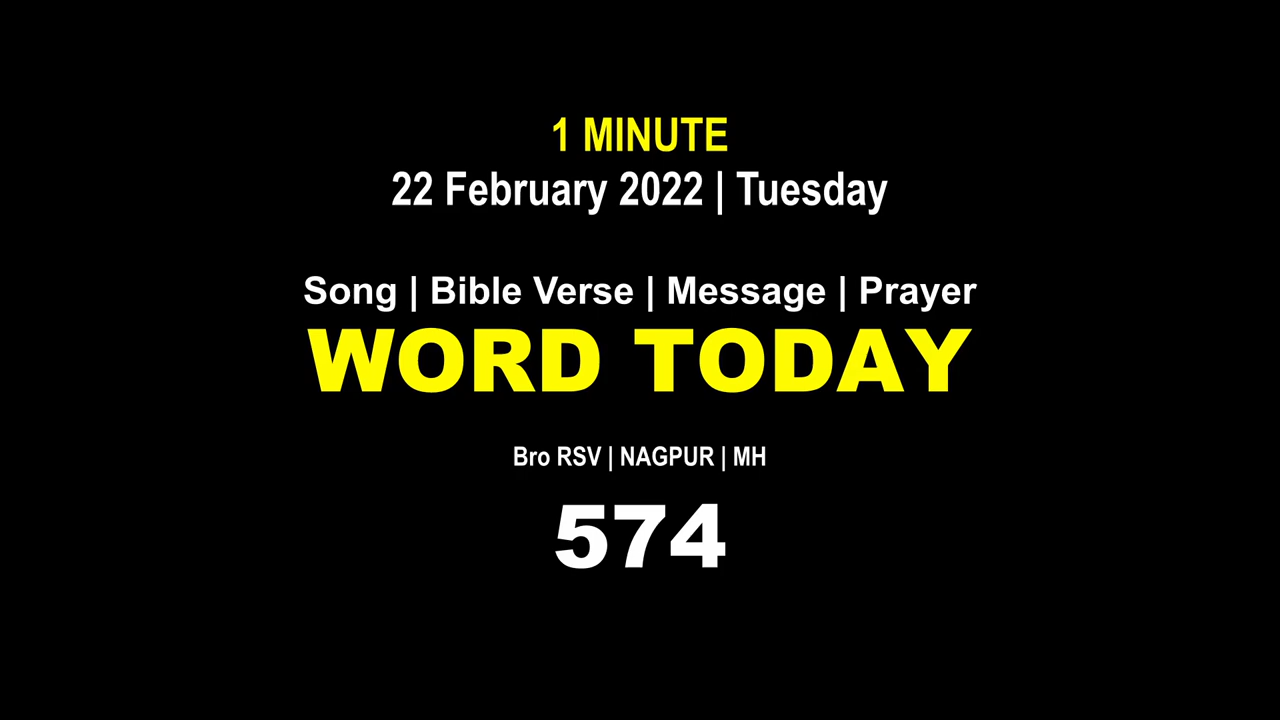 1 MINUTE
22 February 2022 | Tuesday
Song | Bible Verse | Message | Prayer
WORD TODAY
Bro RSV | NAGPUR | MH
574